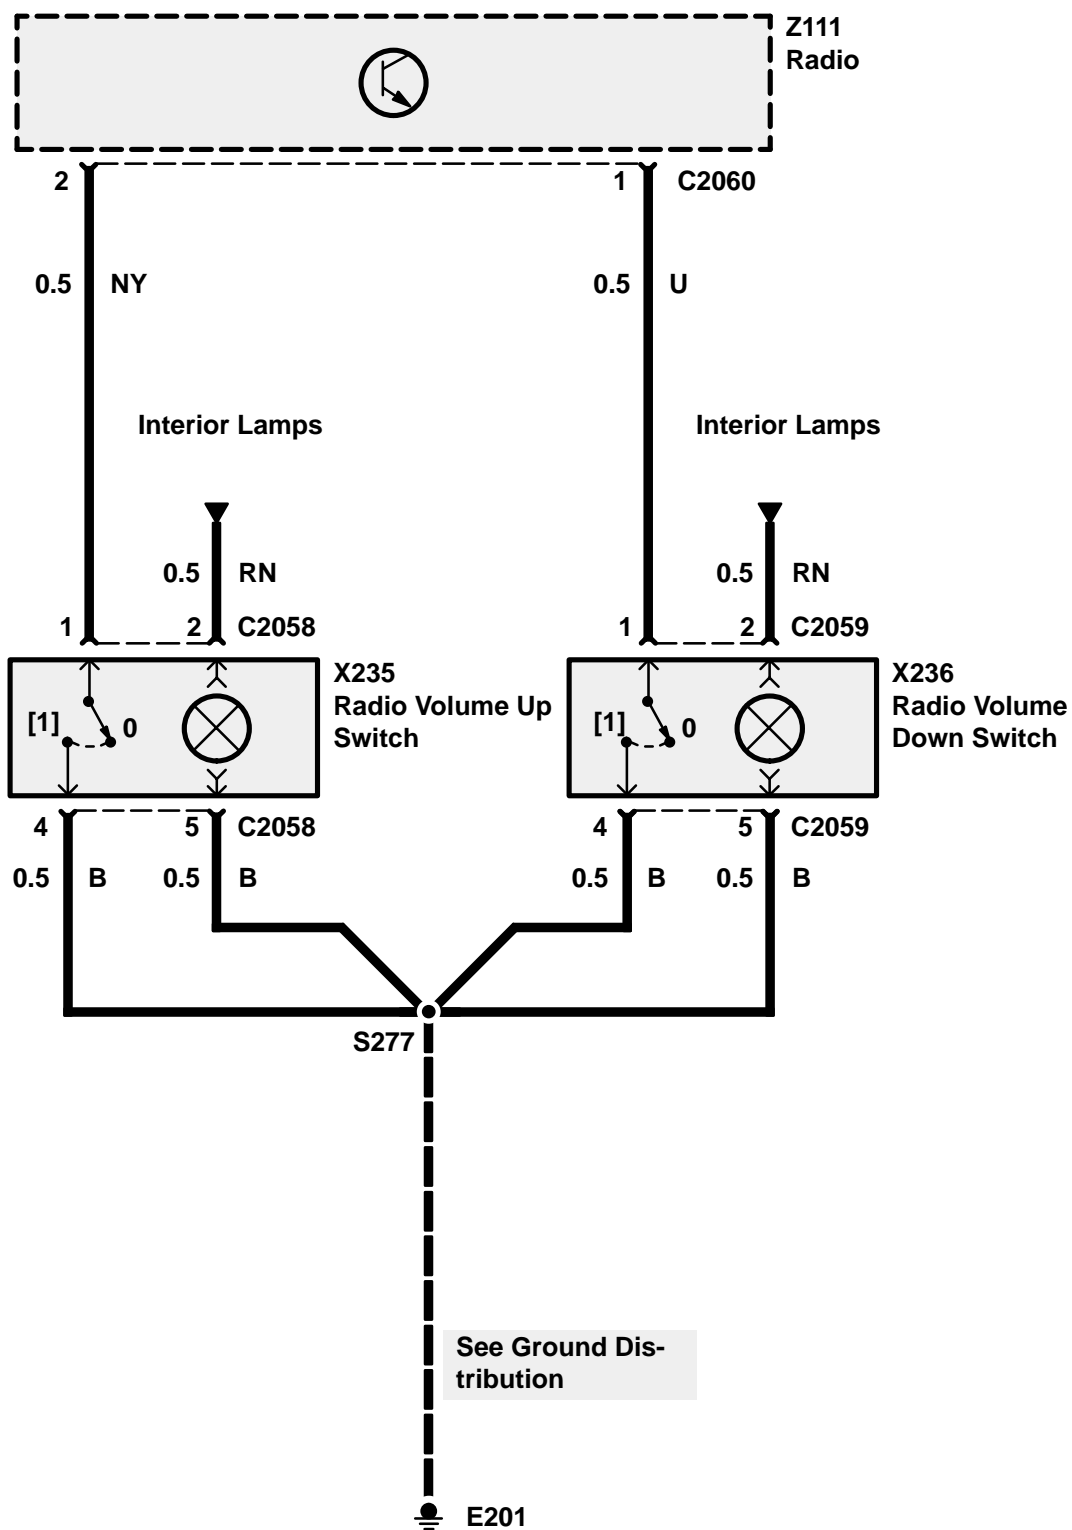 Z111
Radio
2
1
C2060
0.5
NY
0.5
U
Interior Lamps
Interior Lamps
0.5
RN
0.5
RN
1
2
C2058
1
2
C2059
X235
Radio Volume Up
Switch
[1]
0
X236
Radio Volume
Down Switch
[1]
0
4
5
C2058
4
5
C2059
0.5
B
0.5
B
0.5
B
0.5
B
S277
See Ground Dis-
tribution
E201